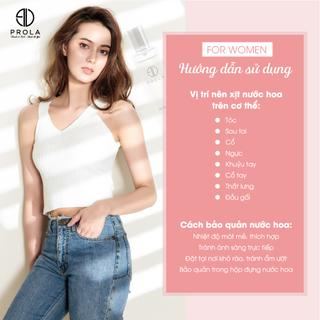 PROLA
FOR WOMEN
Hướng dẫn sử dụng
Vị trí nên xịt nước hoa
trên cơ thể:
Tóc
Sau tai
Cổ
Ngực
Khuỷu tay
Cổ tay
Thắt lưng
Đầu gối
Cách bảo quản nước hoa:
Nhiệt độ mát mẻ, thích hợp
Tránh ánh sáng trực tiếp
Đặt tại nơi khô ráo, tránh ẩm ướt
Bảo quản trong hộp đựng nước hoa